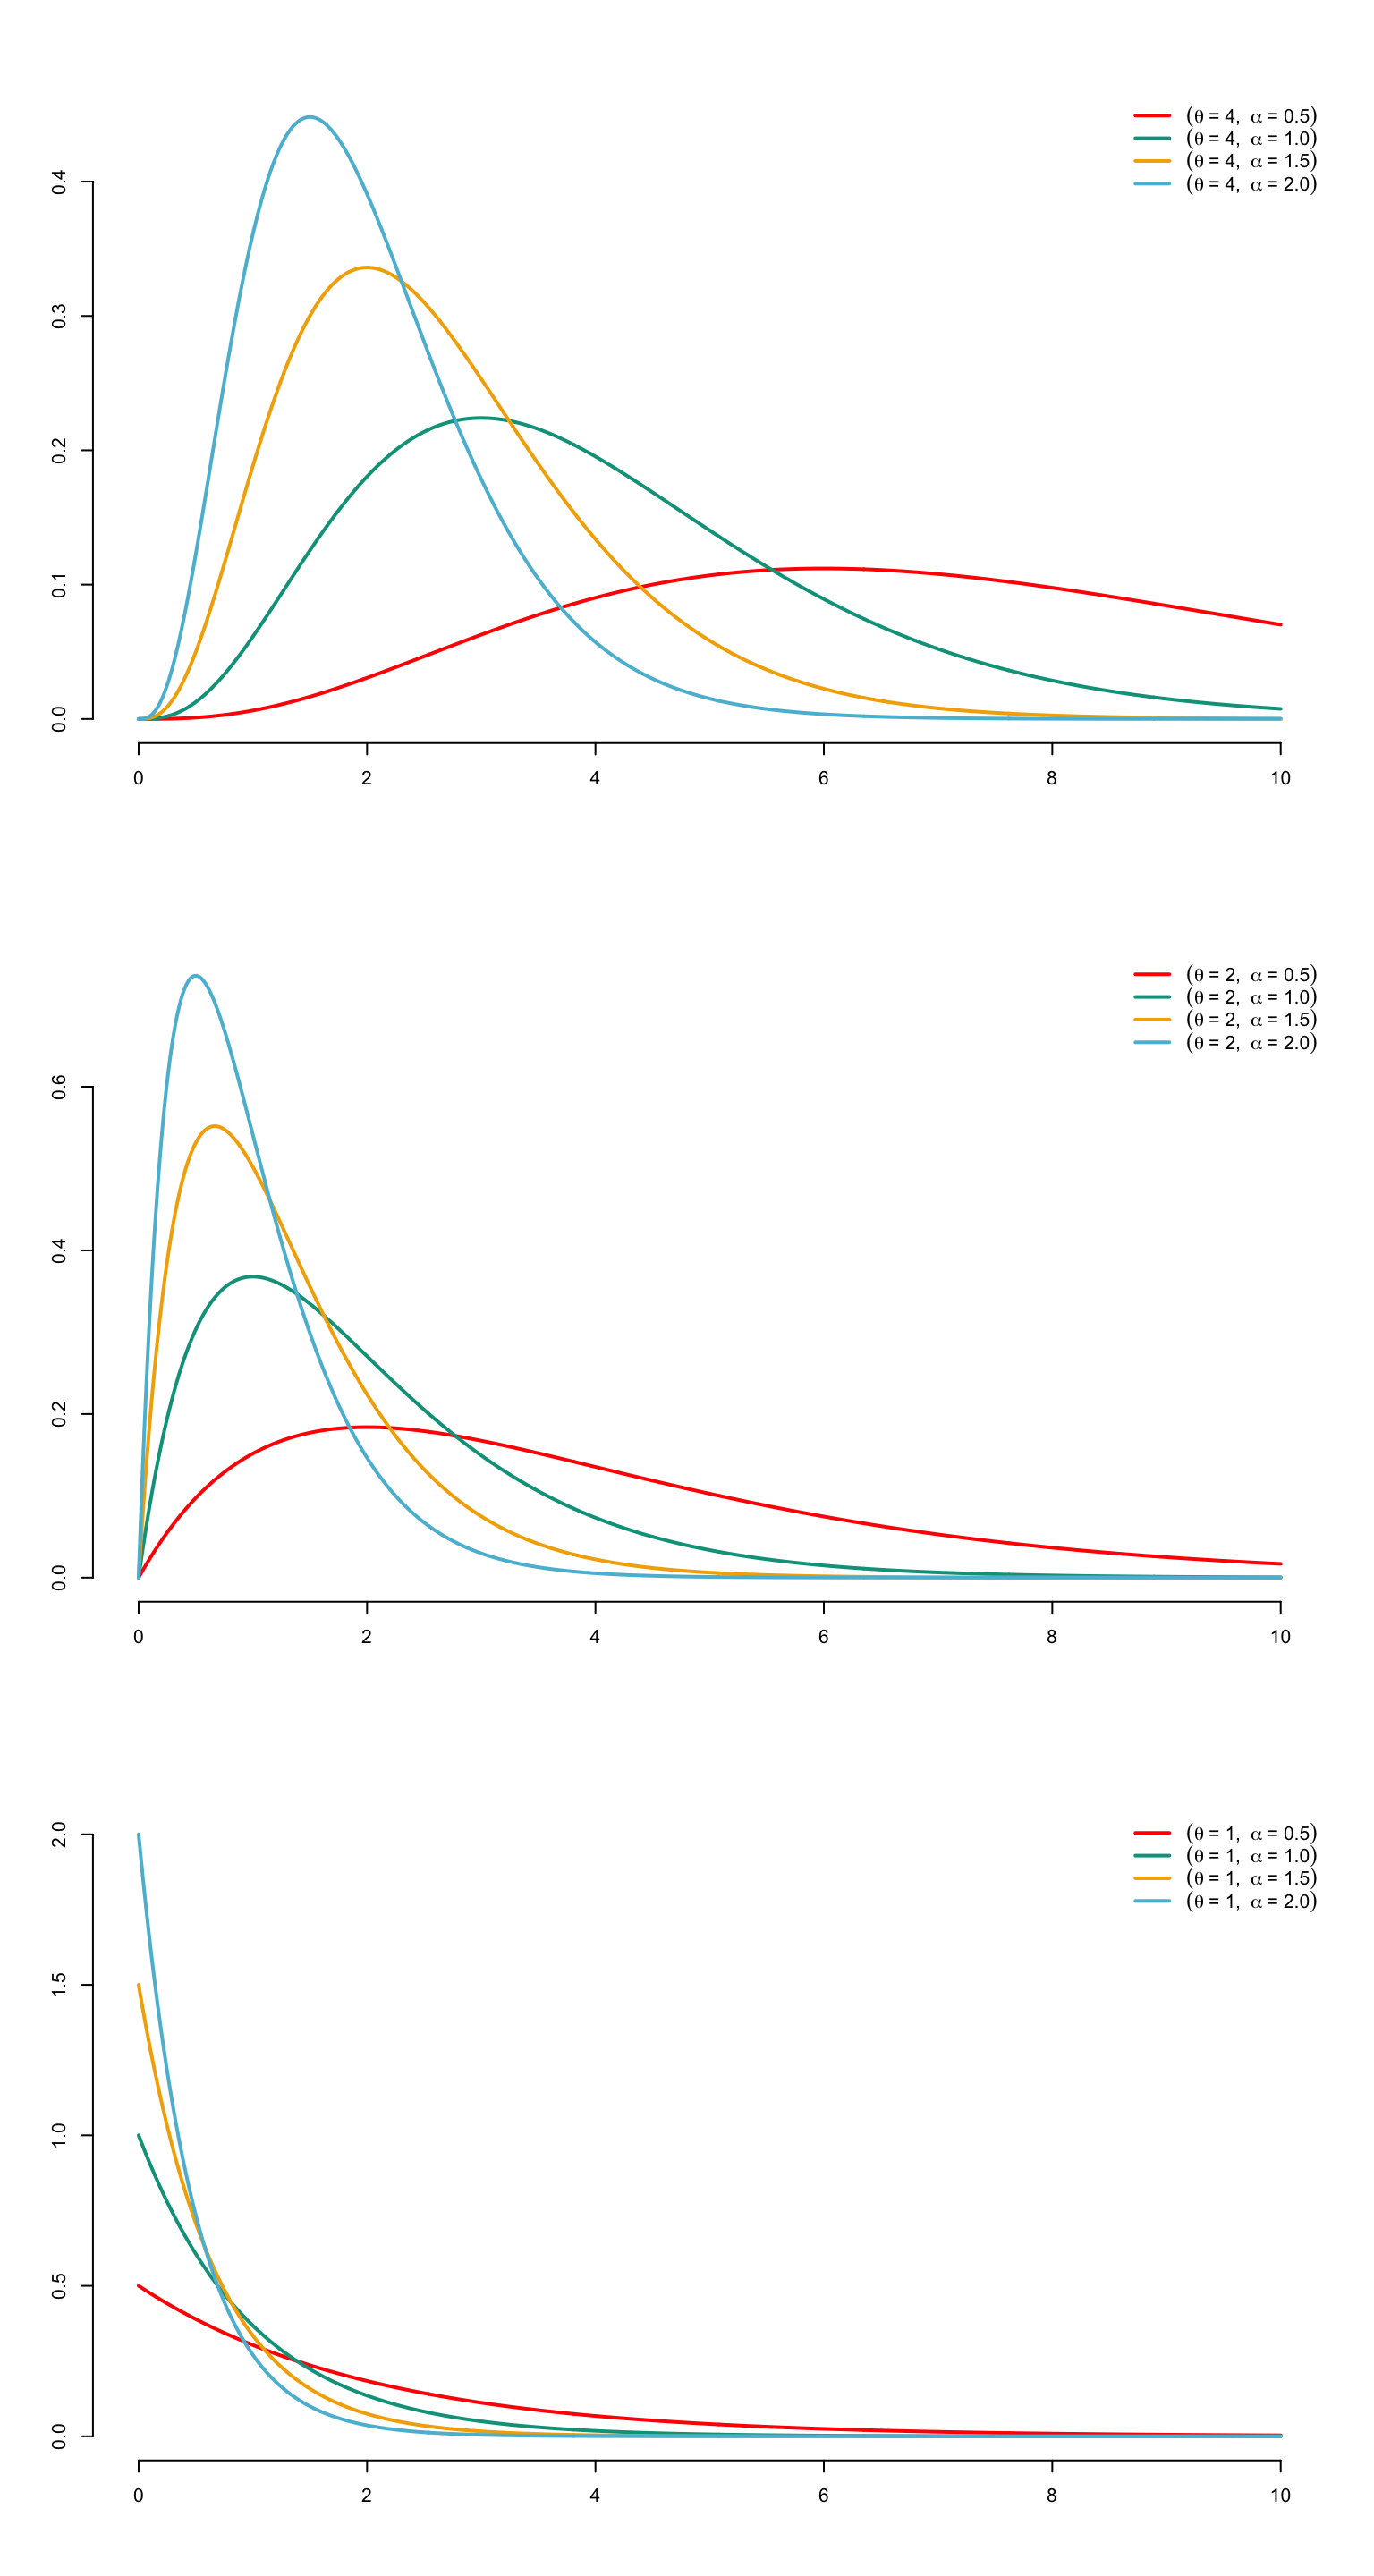 (θ = 4, α = 0.5)
(θ = 4, α = 1.0)
(θ = 4, α = 1.5)
(θ = 4, α = 2.0)
0.4
0.3
0.2
0.1
0.0
0 2 4 6 8 10
(θ = 2, α = 0.5)
(θ = 2, α = 1.0)
(θ = 2, α = 1.5)
(θ = 2, α = 2.0)
0.6
0.4
0.2
0.0
0 2 4 6 8 10
(θ = 1, α = 0.5)
(θ = 1, α = 1.0)
(θ = 1, α = 1.5)
(θ = 1, α = 2.0)
2.0
1.5
1.0
0.5
0.0
0 2 4 6 8 10